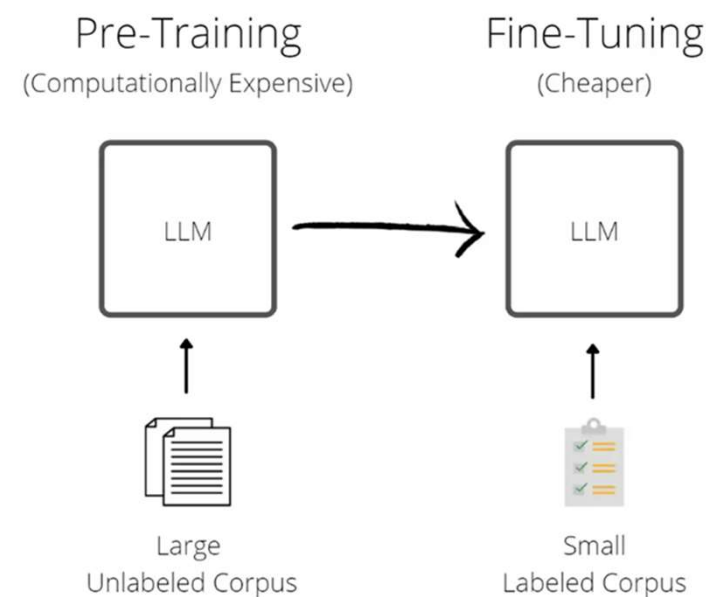 Pre-Training
(Computationally Expensive)
LLM
Large
Unlabeled Corpus
Fine-Tuning
(Cheaper)
LLM
Small
Labeled Corpus